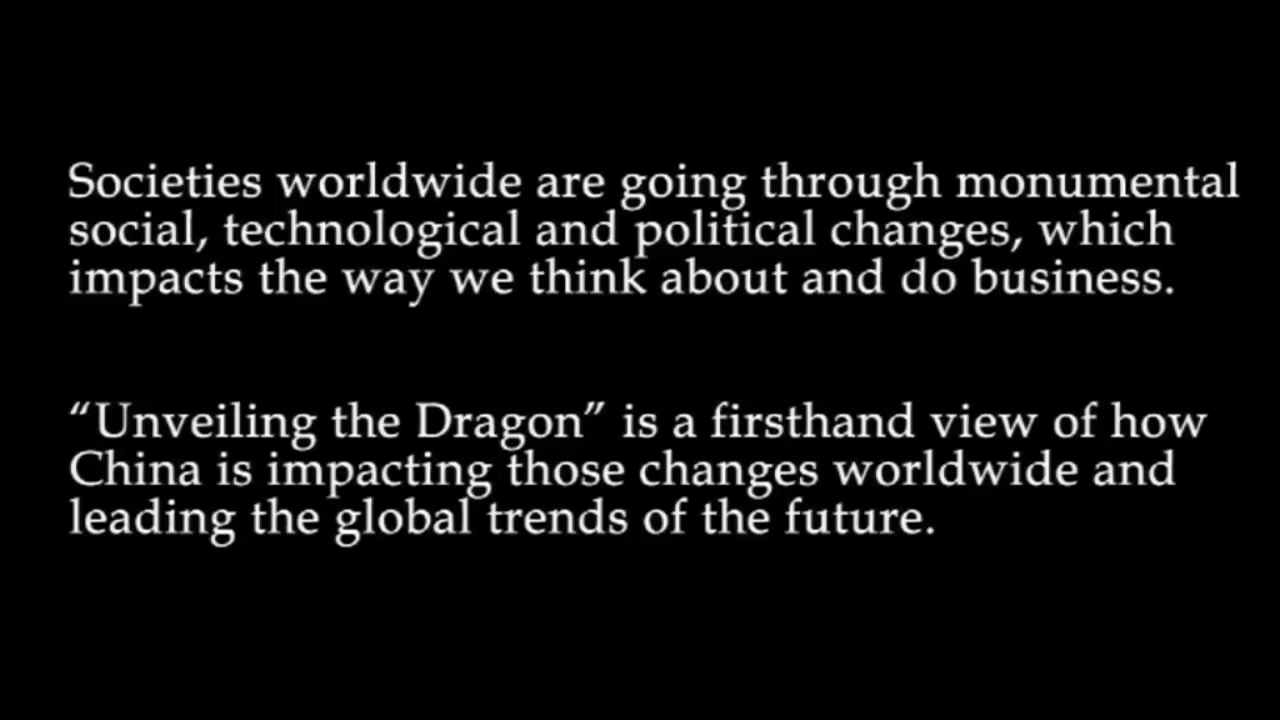 Societies worldwide are going through monumental
social, technological and political changes, which
impacts the way we think about and do business.
“Unveiling the Dragon” is a firsthand view of how
China is impacting those changes worldwide and
leading the global trends of the future.